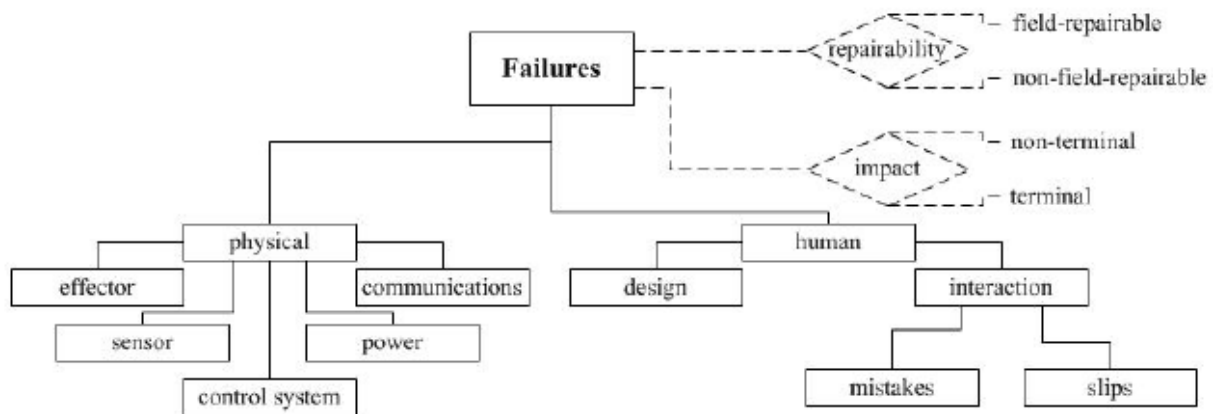 field-repairable
repairability
Failures
non-field-repairable
non-terminal
impact
terminal
physical
human
effector
communications
design
interaction
sensor
power
control system
mistakes
slips